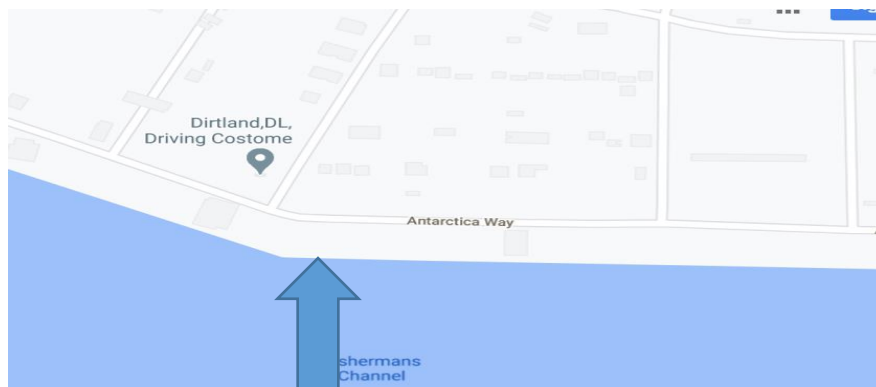 Dirtland,DL,
Driving Costome
Antarctica Way
shermans
Channel